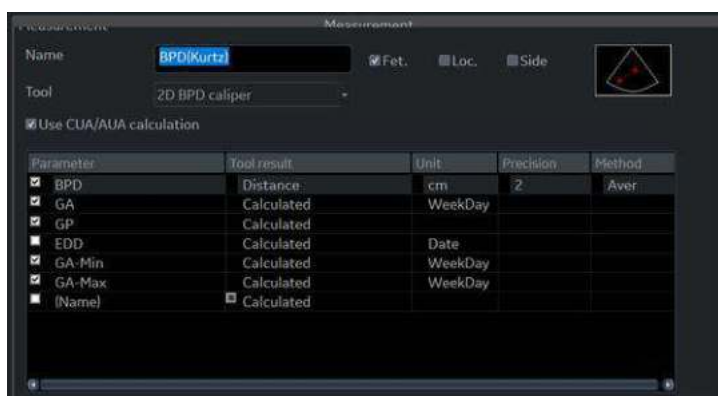 Measurement
Measurement
Name BPD(Kurtz) Fet. Loc. Side
Tool 2D BPD caliper
Use CUA/AUA calculation
Parameter Tool result Unit Precision Method
BPD Distance cm 2 Aver
GA Calculated WeekDay
GP Calculated
EDD Calculated Date
GA-Min Calculated WeekDay
GA-Max Calculated WeekDay
(Name) Calculated